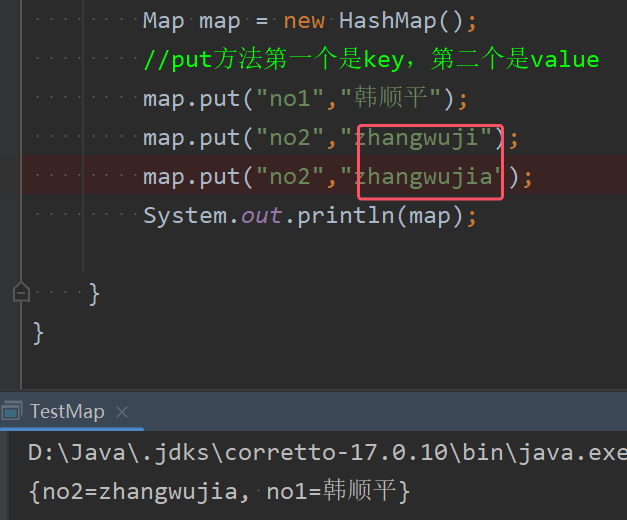 Map map = new HashMap();
//put方法第一个是key，第二个是value
map.put("no1","韩顺平");
map.put("no2","zhangwuji");
map.put("no2","zhangwujia");
System.out.println(map);
}
}
TestMap
D:\Java\.jdks\corretto-17.0.10\bin\java.exe
{no2=zhangwujia, no1=韩顺平}